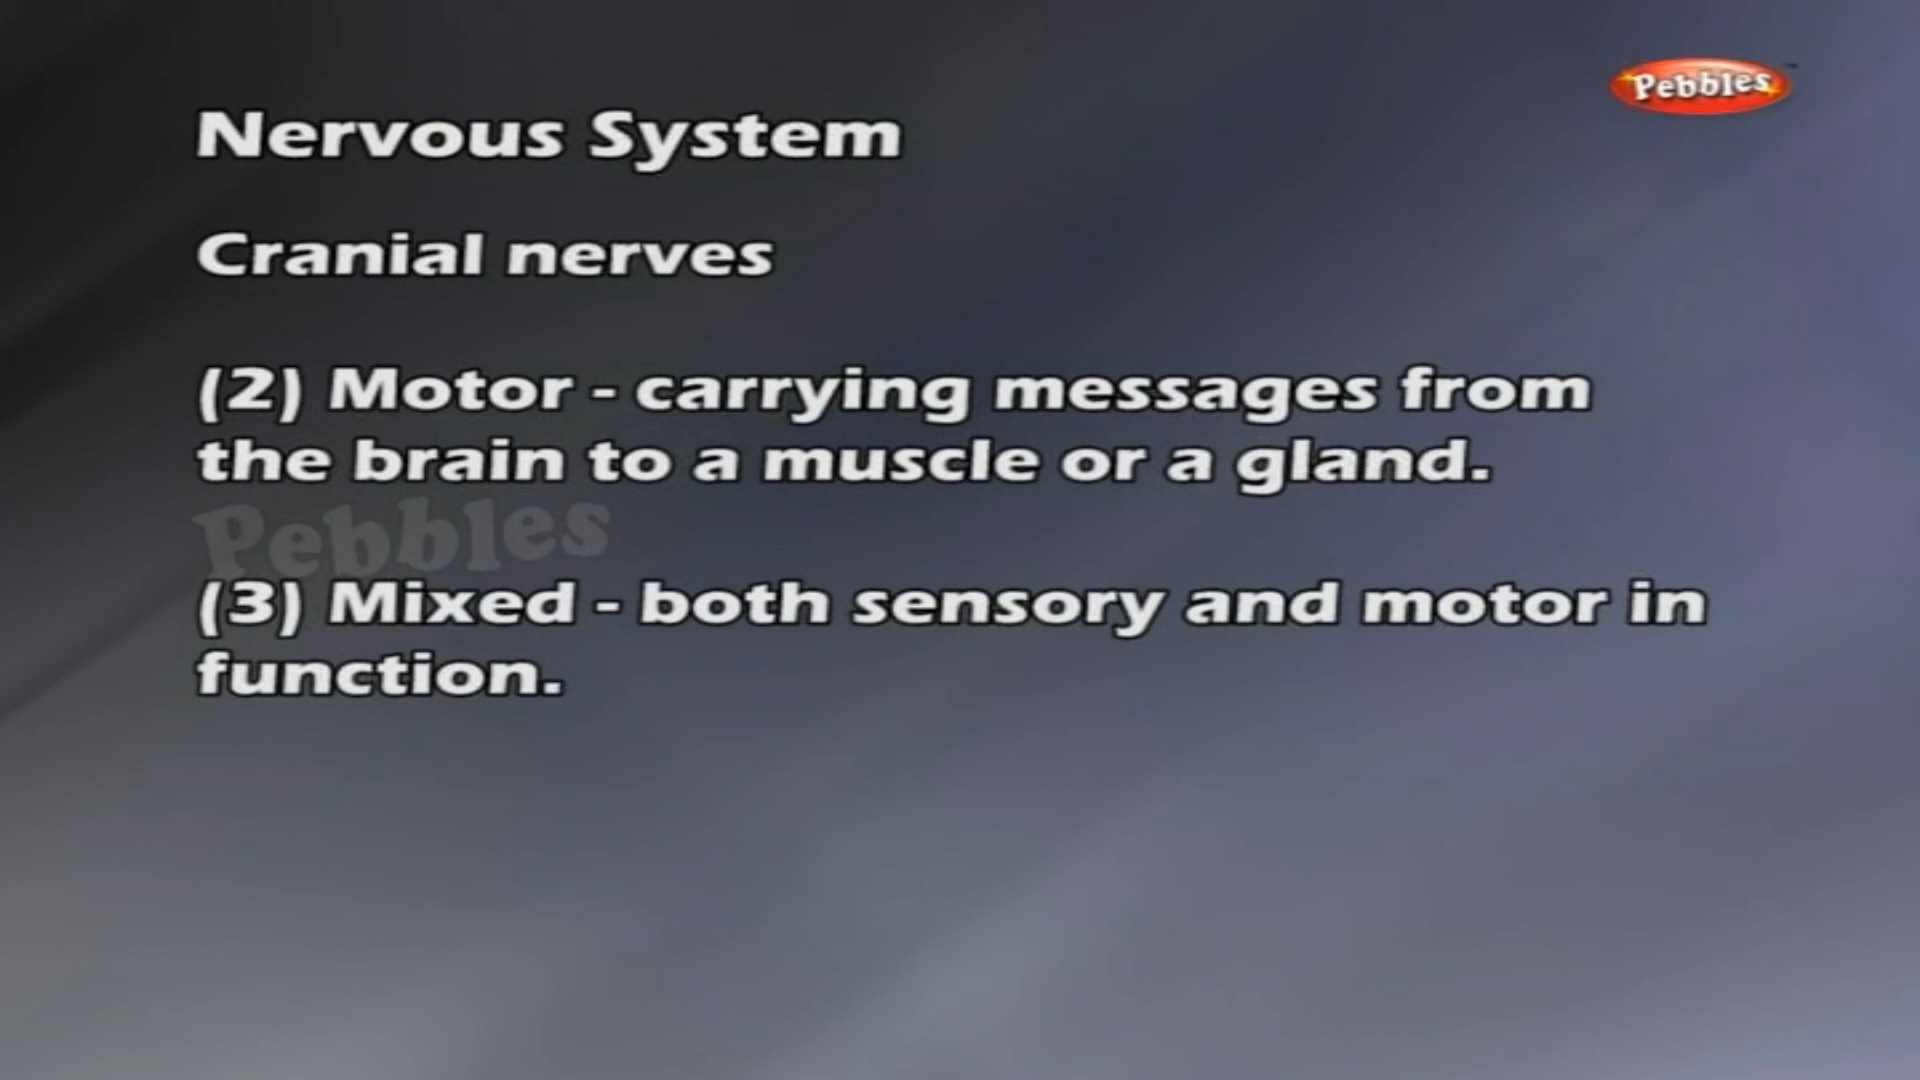 Pebbles
Nervous System
Cranial nerves
(2) Motor - carrying messages from
the brain to a muscle or a gland.
Pebbles
(3) Mixed - both sensory and motor in
function.